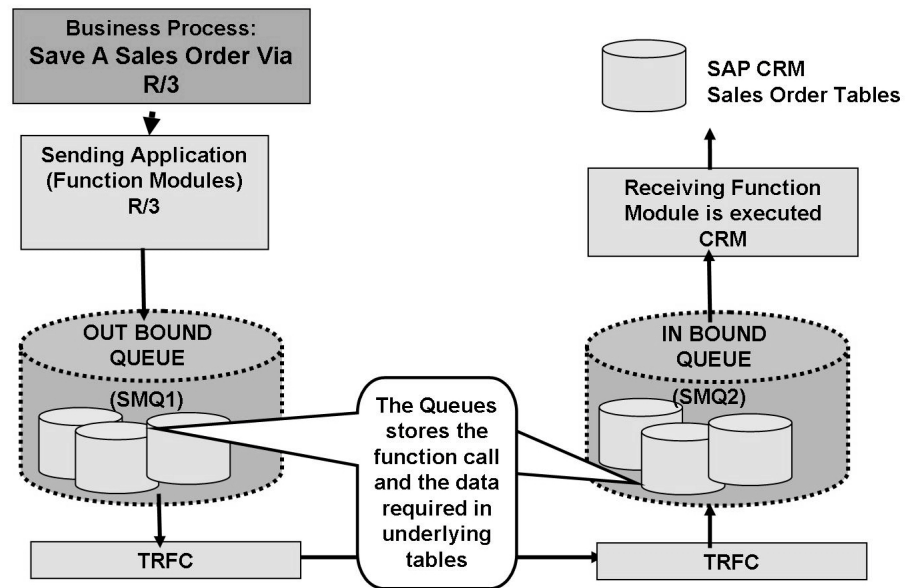 Business Process:
Save A Sales Order Via
R/3
Sending Application
(Function Modules)
R/3
OUT BOUND
QUEUE
(SMQ1)
TRFC
The Queues
stores the
function call
and the data
required in
underlying
tables
SAP CRM
Sales Order Tables
Receiving Function
Module is executed
CRM
IN BOUND
QUEUE
(SMQ2)
TRFC